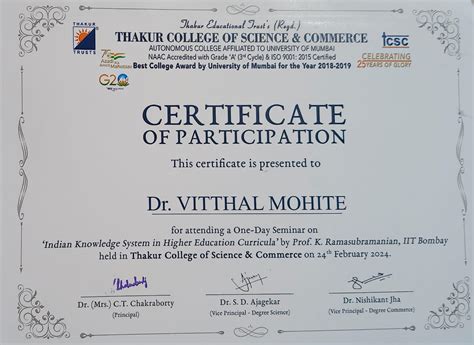 THAKUR
TRUSTS
75
Azadi Ka
Amrit Mahotsav
G20
Thakur Educational Trust's (Regd.)
THAKUR COLLEGE OF SCIENCE & COMMERCE
AUTONOMOUS COLLEGE AFFILIATED TO UNIVERSITY OF MUMBAI
NAAC Accredited with Grade 'A' (3rd Cycle) & ISO 9001: 2015 Certified
Best College Award by University of Mumbai for the Year 2018-2019
tcsc
CELEBRATING
25 YEARS OF GLORY
CERTIFICATE
OF PARTICIPATION
This certificate is presented to
Dr. VITTHAL MOHITE
for attending a One-Day Seminar on
'Indian Knowledge System in Higher Education Curricula' by Prof. K. Ramasubramanian, IIT Bombay
held in Thakur College of Science & Commerce on 24th February 2024.
Dr. (Mrs.) C.T. Chakraborty
(Principal)
Dr. S. D. Ajagekar
(Vice Principal - Degree Science)
Dr. Nishikant Jha
(Vice Principal - Degree Commerce)